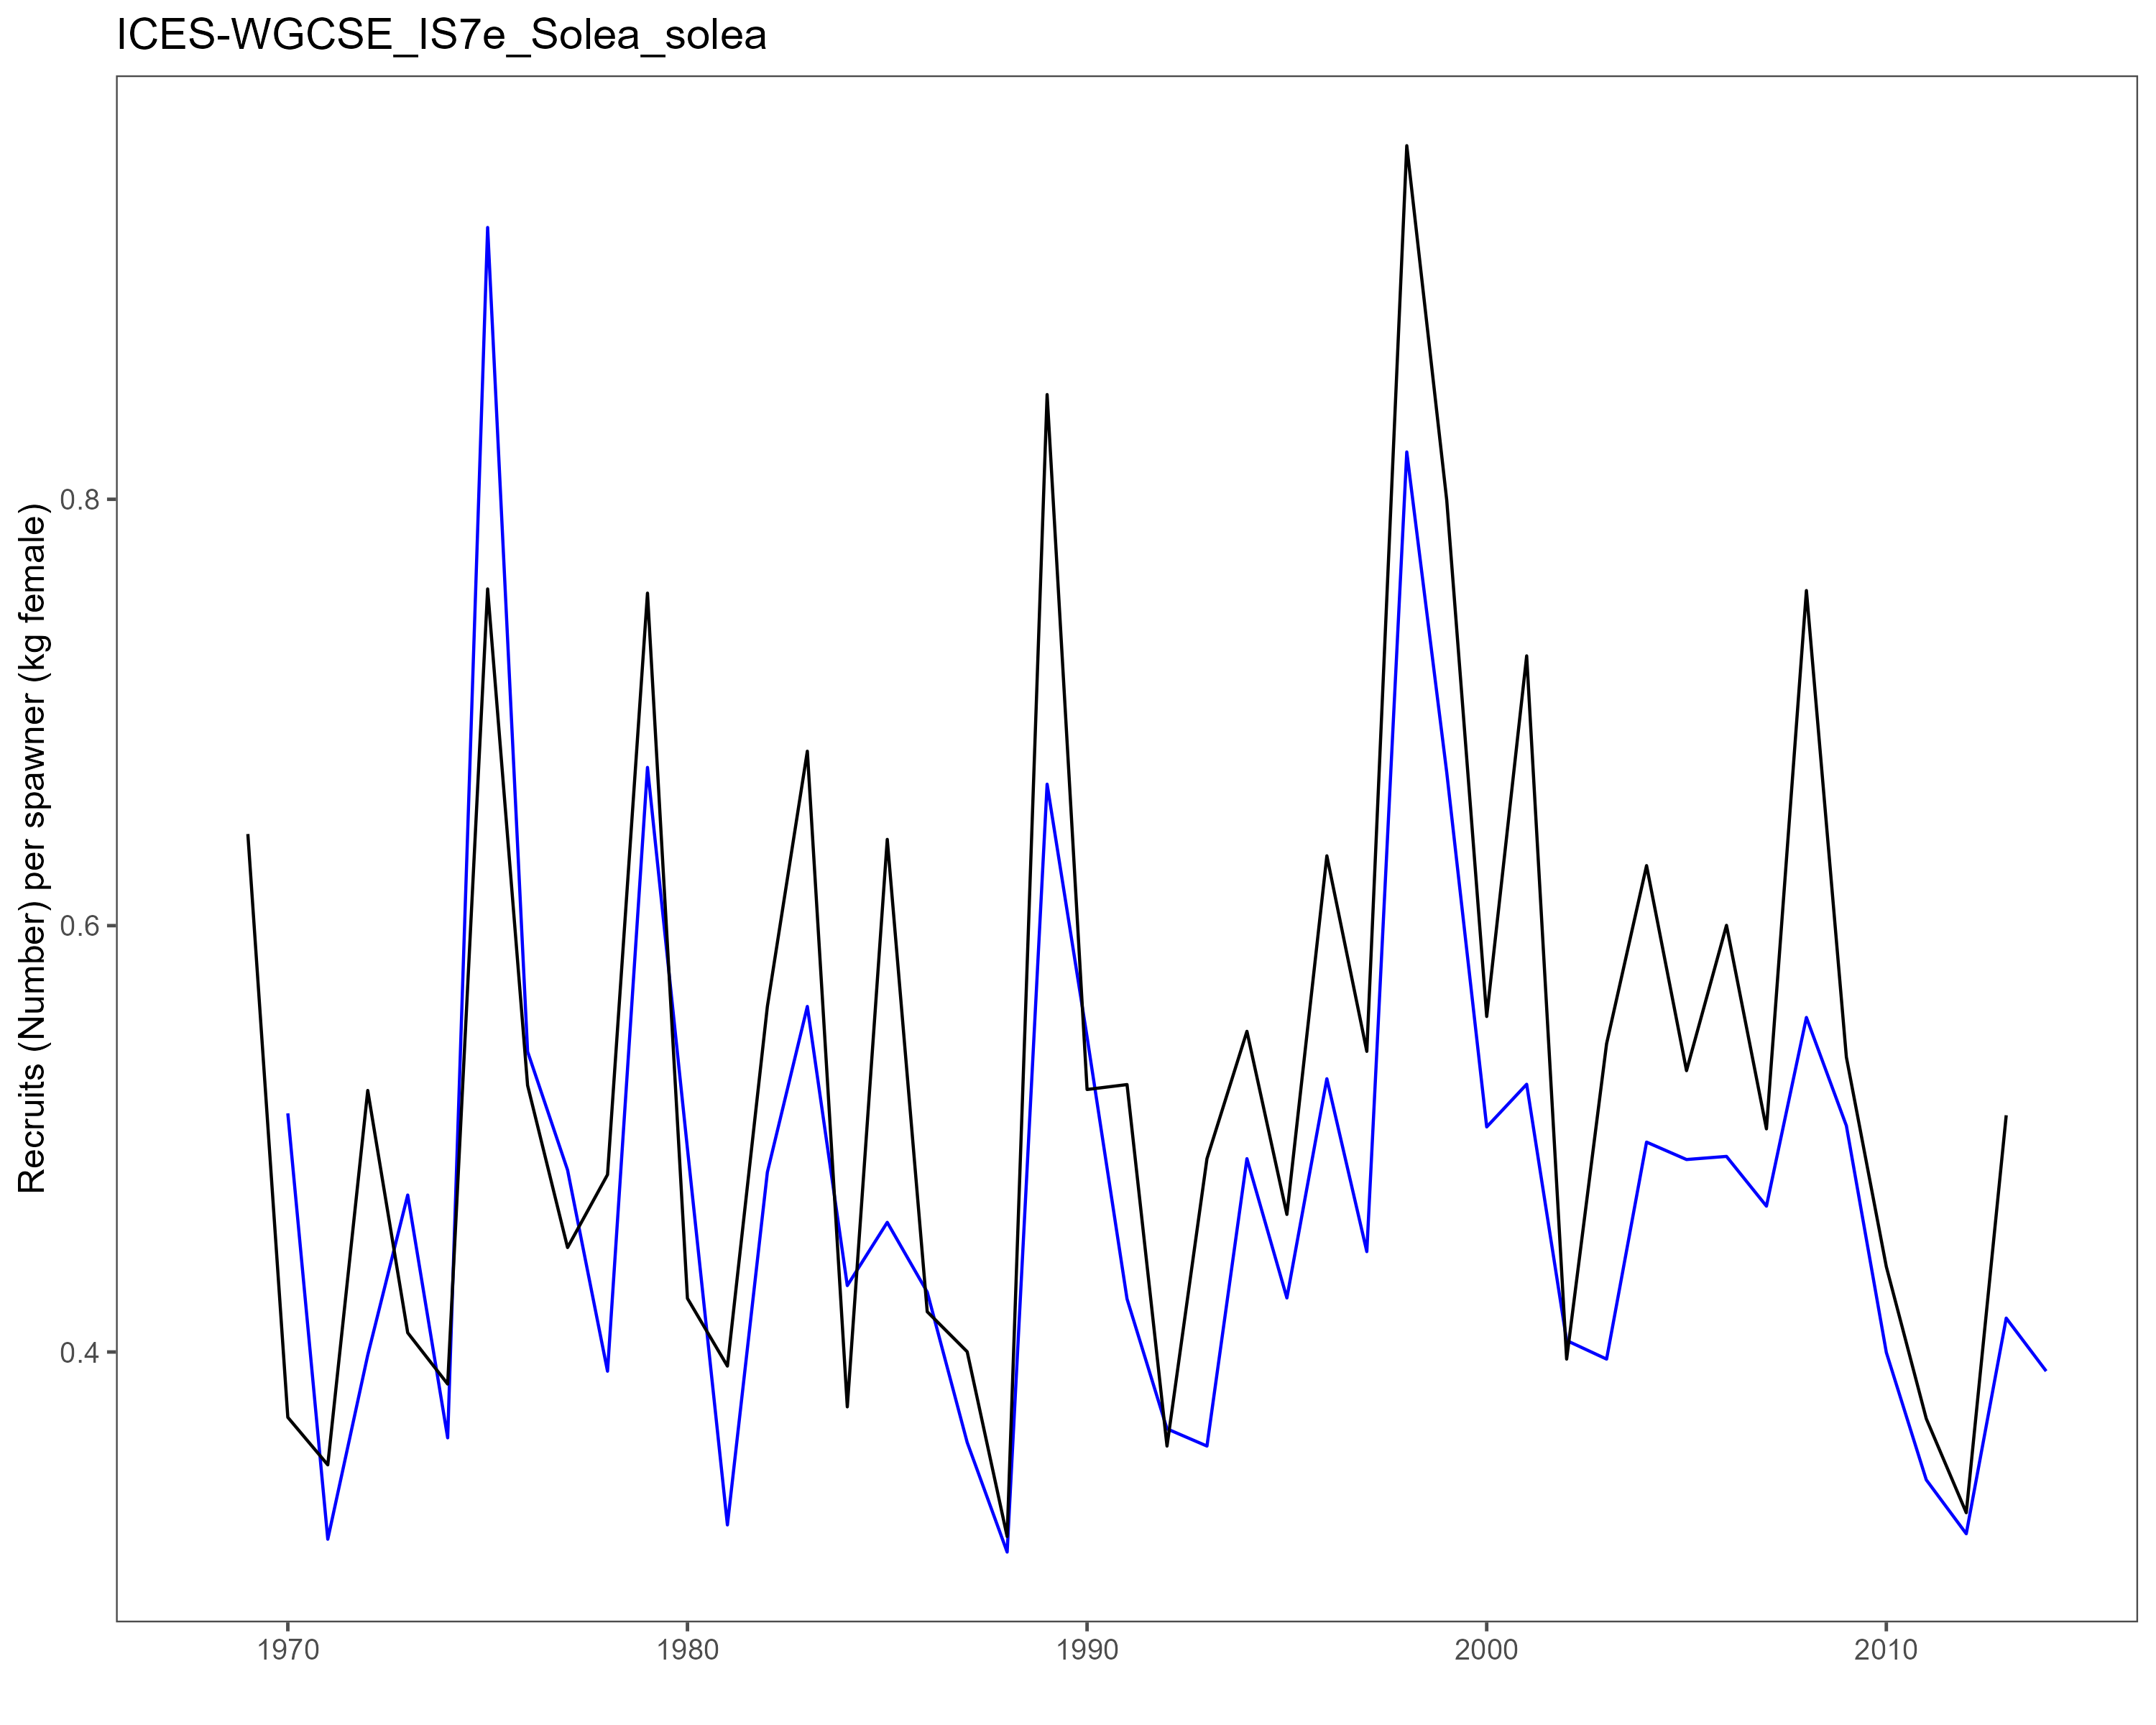 ICES-WGCSE_IS7e_Solea_solea
Recruits (Number) per spawner (kg female)
0.8
0.6
0.4
1970 1980 1990 2000 2010